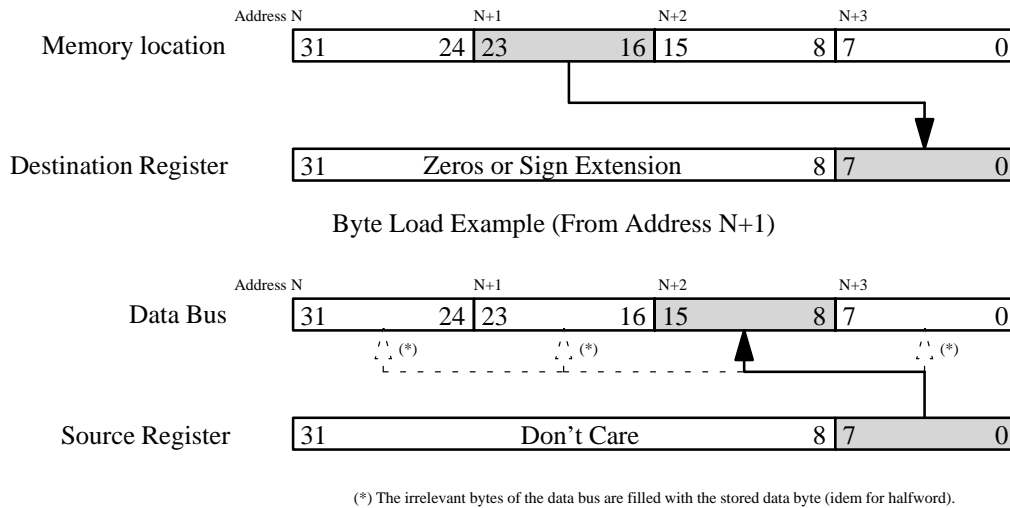 Address N N+1 N+2 N+3
Memory location 31 24 23 16 15 8 7 0
Destination Register 31 Zeros or Sign Extension 8 7 0
Byte Load Example (From Address N+1)
Address N N+1 N+2 N+3
Data Bus 31 24 23 16 15 8 7 0
(*) (*) (*)
Source Register 31 Don't Care 8 7 0
(*) The irrelevant bytes of the data bus are filled with the stored data byte (idem for halfword).